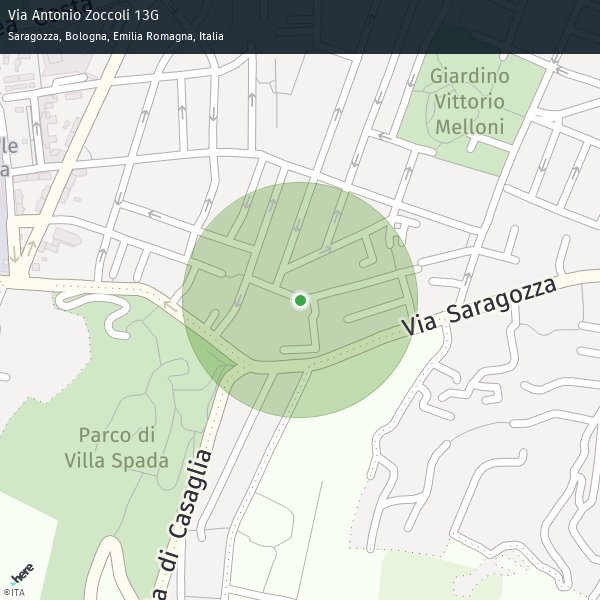 Via Antonio Zoccoli 13G
Saragozza, Bologna, Emilia Romagna, Italia
Giardino
Vittorio
Melloni
Via Saragozza
Parco di
Villa Spada
di Casaglia
here
©ITA